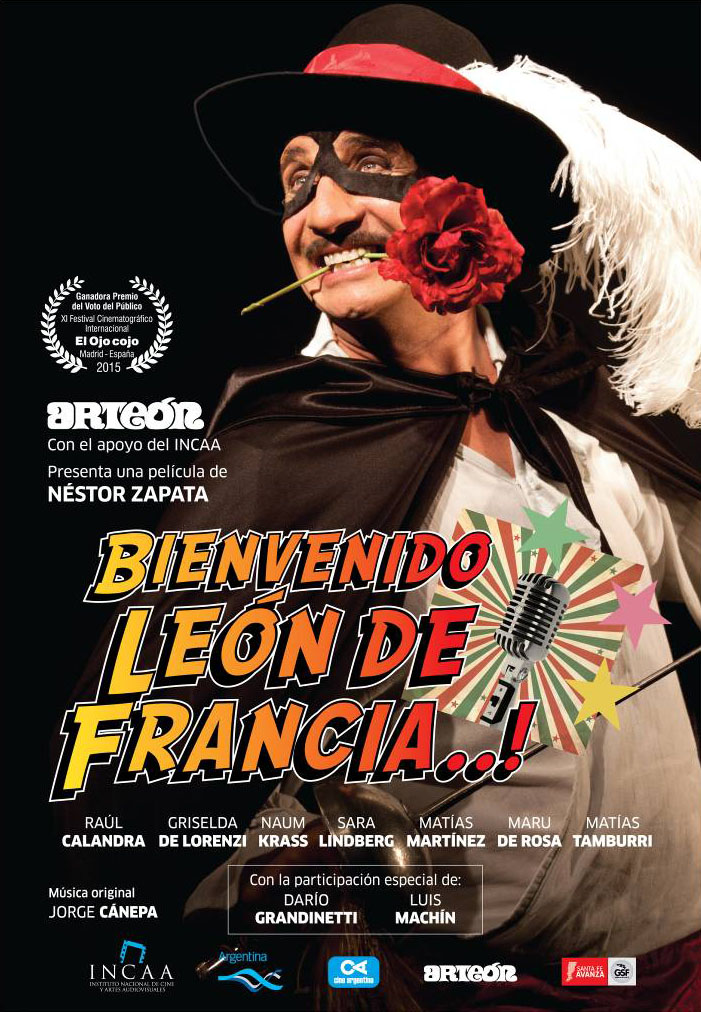 Ganadora Premio
del Voto del Público
XI Festival Cinematográfico
Internacional
El Ojo cojo
Madrid - España
2015
ARTEÓN
Con el apoyo del INCAA
Presenta una película de
NÉSTOR ZAPATA
BIENVENIDO
LEÓN DE
FRANCIA..!
RAÚL CALANDRA
GRISELDA DE LORENZI
NAUM KRASS
SARA LINDBERG
MATÍAS MARTÍNEZ
MARU DE ROSA
MATÍAS TAMBURRI
Música original
JORGE CÁNEPA
Con la participación especial de:
DARÍO GRANDINETTI
LUIS MACHÍN
INCAA
INSTITUTO NACIONAL DE CINE
Y ARTES AUDIOVISUALES
Argentina
CA
cine argentino
ARTEÓN
SANTA FE
AVANZA
GSF